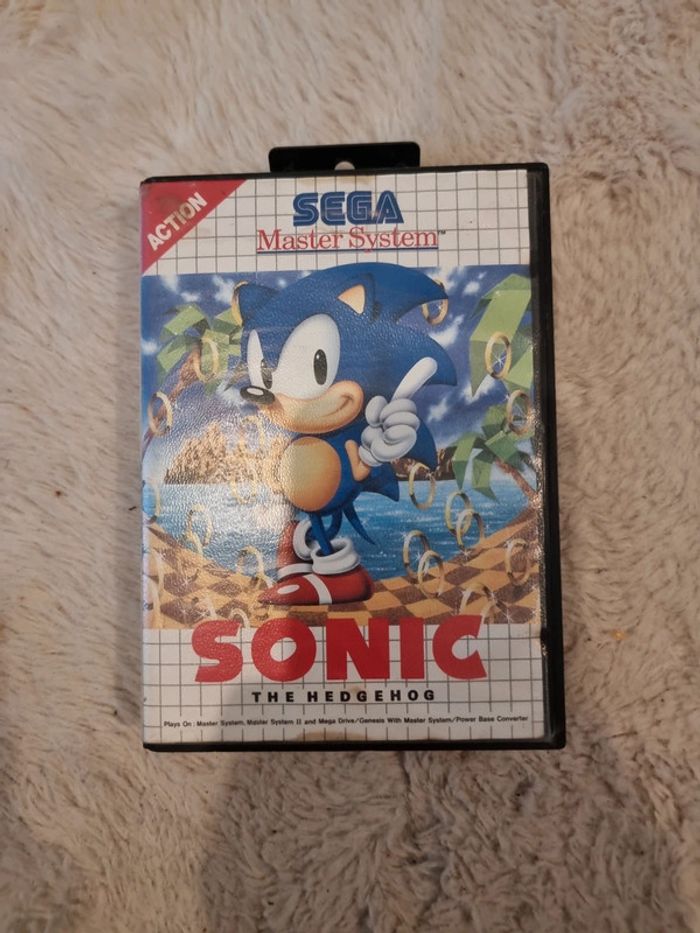 ACTION
SEGA
Master System™
SONIC
THE HEDGEHOG
Plays On : Master System, Master System II and Mega Drive/Genesis With Master System/Power Base Converter